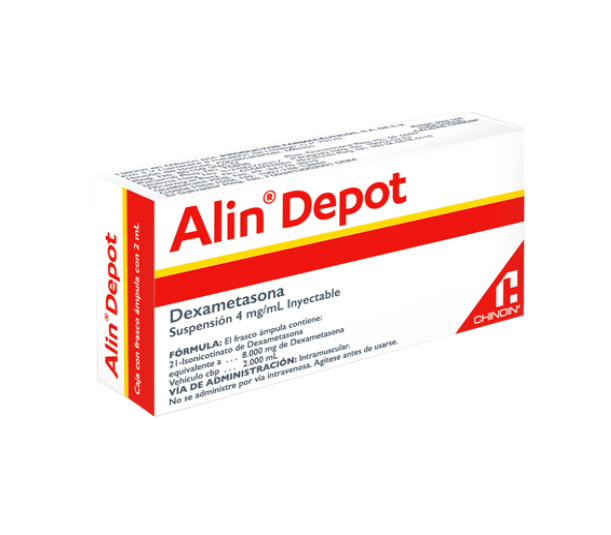 Alin® Depot
Dexametasona
Suspensión 4 mg/mL Inyectable
FÓRMULA: El frasco ámpula contiene:
21-Isonicotinato de Dexametasona
equivalente a ... 8.000 mg de Dexametasona
Vehículo cbp ... 2.000 mL
VÍA DE ADMINISTRACIÓN: Intramuscular.
No se administre por vía intravenosa. Agítese antes de usarse.
CHINOIN®
Alin® Depot
Caja con frasco ámpula con 2 mL